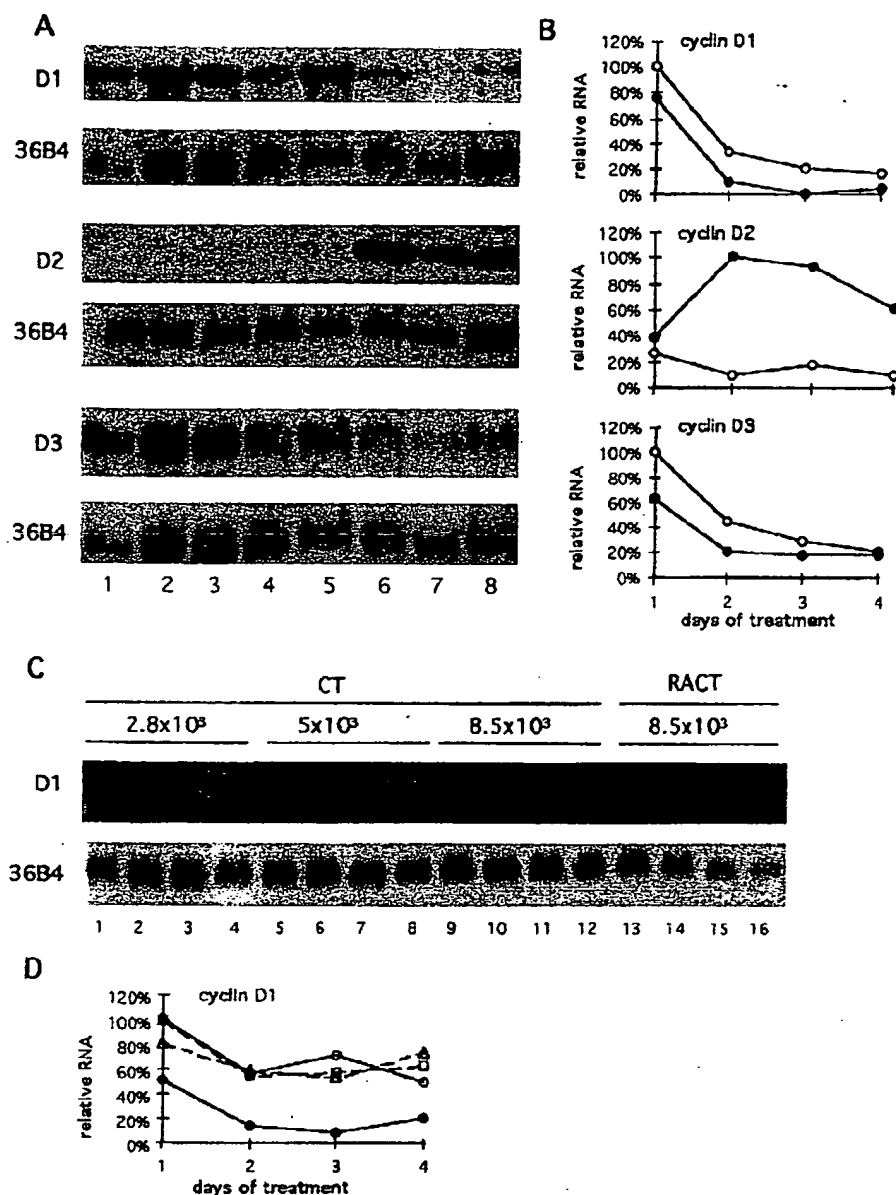 A
D1
36B4
D2
36B4
D3
36B4
1 2 3 4 5 6 7 8
B
cyclin D1
relative RNA
120%
100%
80%
60%
40%
20%
0%
cyclin D2
relative RNA
120%
100%
80%
60%
40%
20%
0%
cyclin D3
relative RNA
120%
100%
80%
60%
40%
20%
0%
1 2 3 4
days of treatment
C
CT RACT
2.8x10³ 5x10³ 8.5x10³ 8.5x10³
D1
36B4
1 2 3 4 5 6 7 8 9 10 11 12 13 14 15 16
D
cyclin D1
relative RNA
120%
100%
80%
60%
40%
20%
0%
1 2 3 4
days of treatment